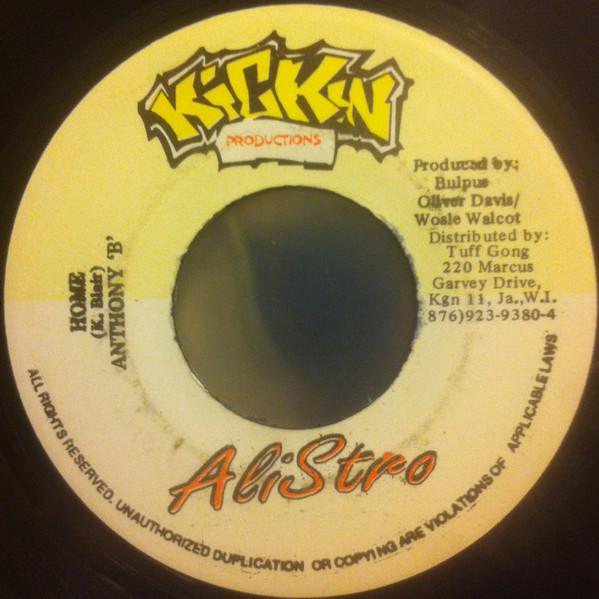 KICKIN
PRODUCTIONS
Produced by:
Bulpus
Oliver Davis/
Wosie Walcot
Distributed by:
Tuff Gong
220 Marcus
Garvey Drive,
Kgn 11, Ja., W.I.
876)923-9380-4
HOME
(K. Blair)
ANTHONY 'B'
AliStro
ALL RIGHTS RESERVED. UNAUTHORIZED DUPLICATION OR COPYING ARE VIOLATIONS OF APPLICABLE LAWS